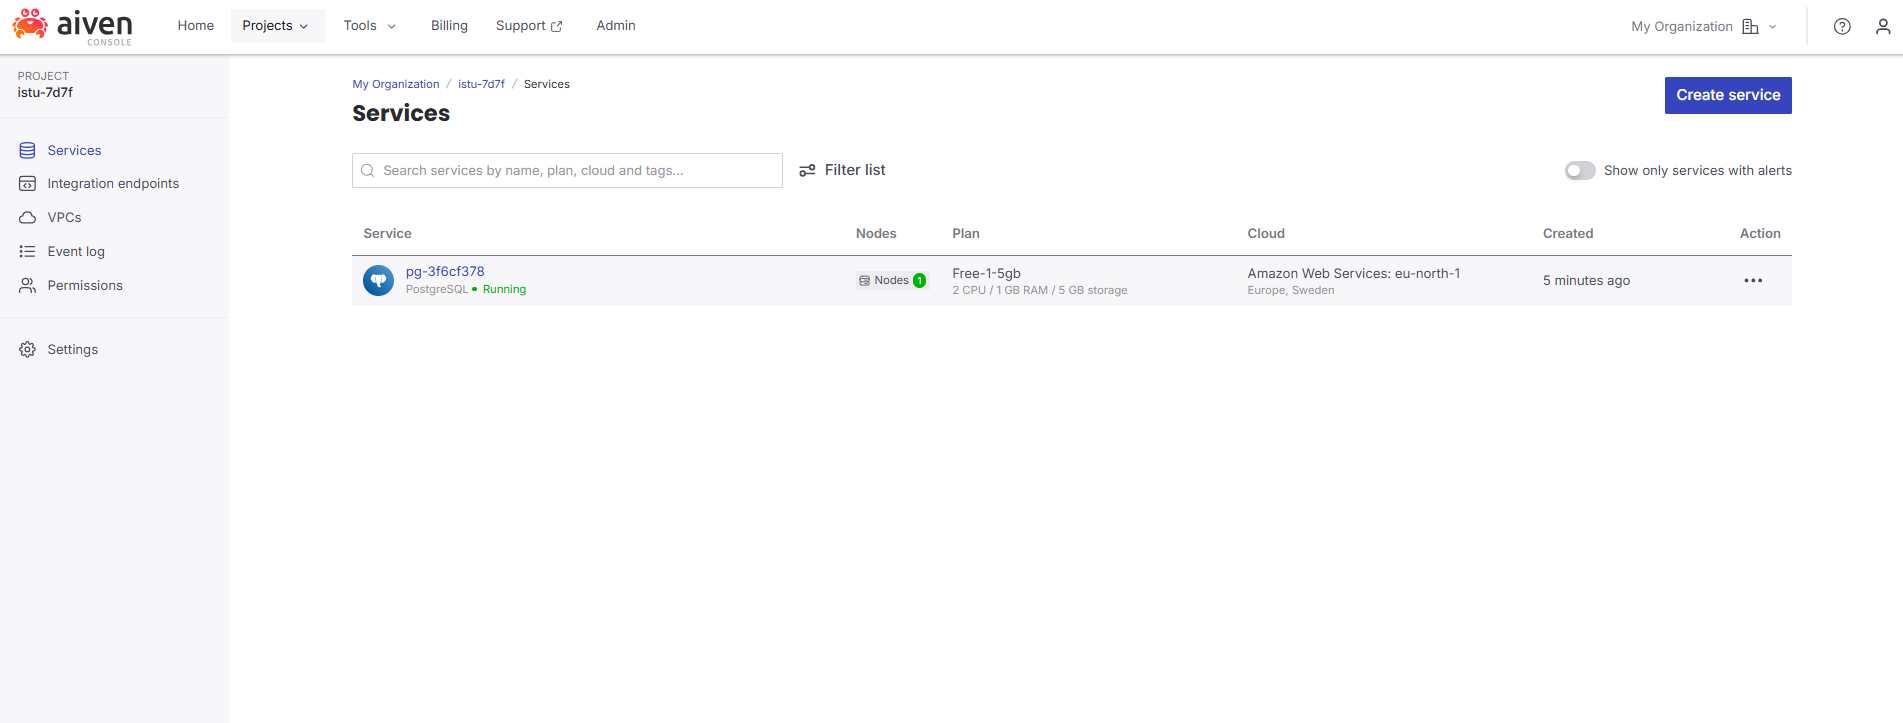 aiven
CONSOLE
Home
Projects
Tools
Billing
Support
Admin
My Organization
PROJECT
istu-7d7f
Services
Integration endpoints
VPCs
Event log
Permissions
Settings
My Organization / istu-7d7f / Services
Services
Create service
Search services by name, plan, cloud and tags...
Filter list
Show only services with alerts
Service Nodes Plan Cloud Created Action
pg-3f6cf378
PostgreSQL Running
Nodes 1
Free-1-5gb
2 CPU / 1 GB RAM / 5 GB storage
Amazon Web Services: eu-north-1
Europe, Sweden
5 minutes ago